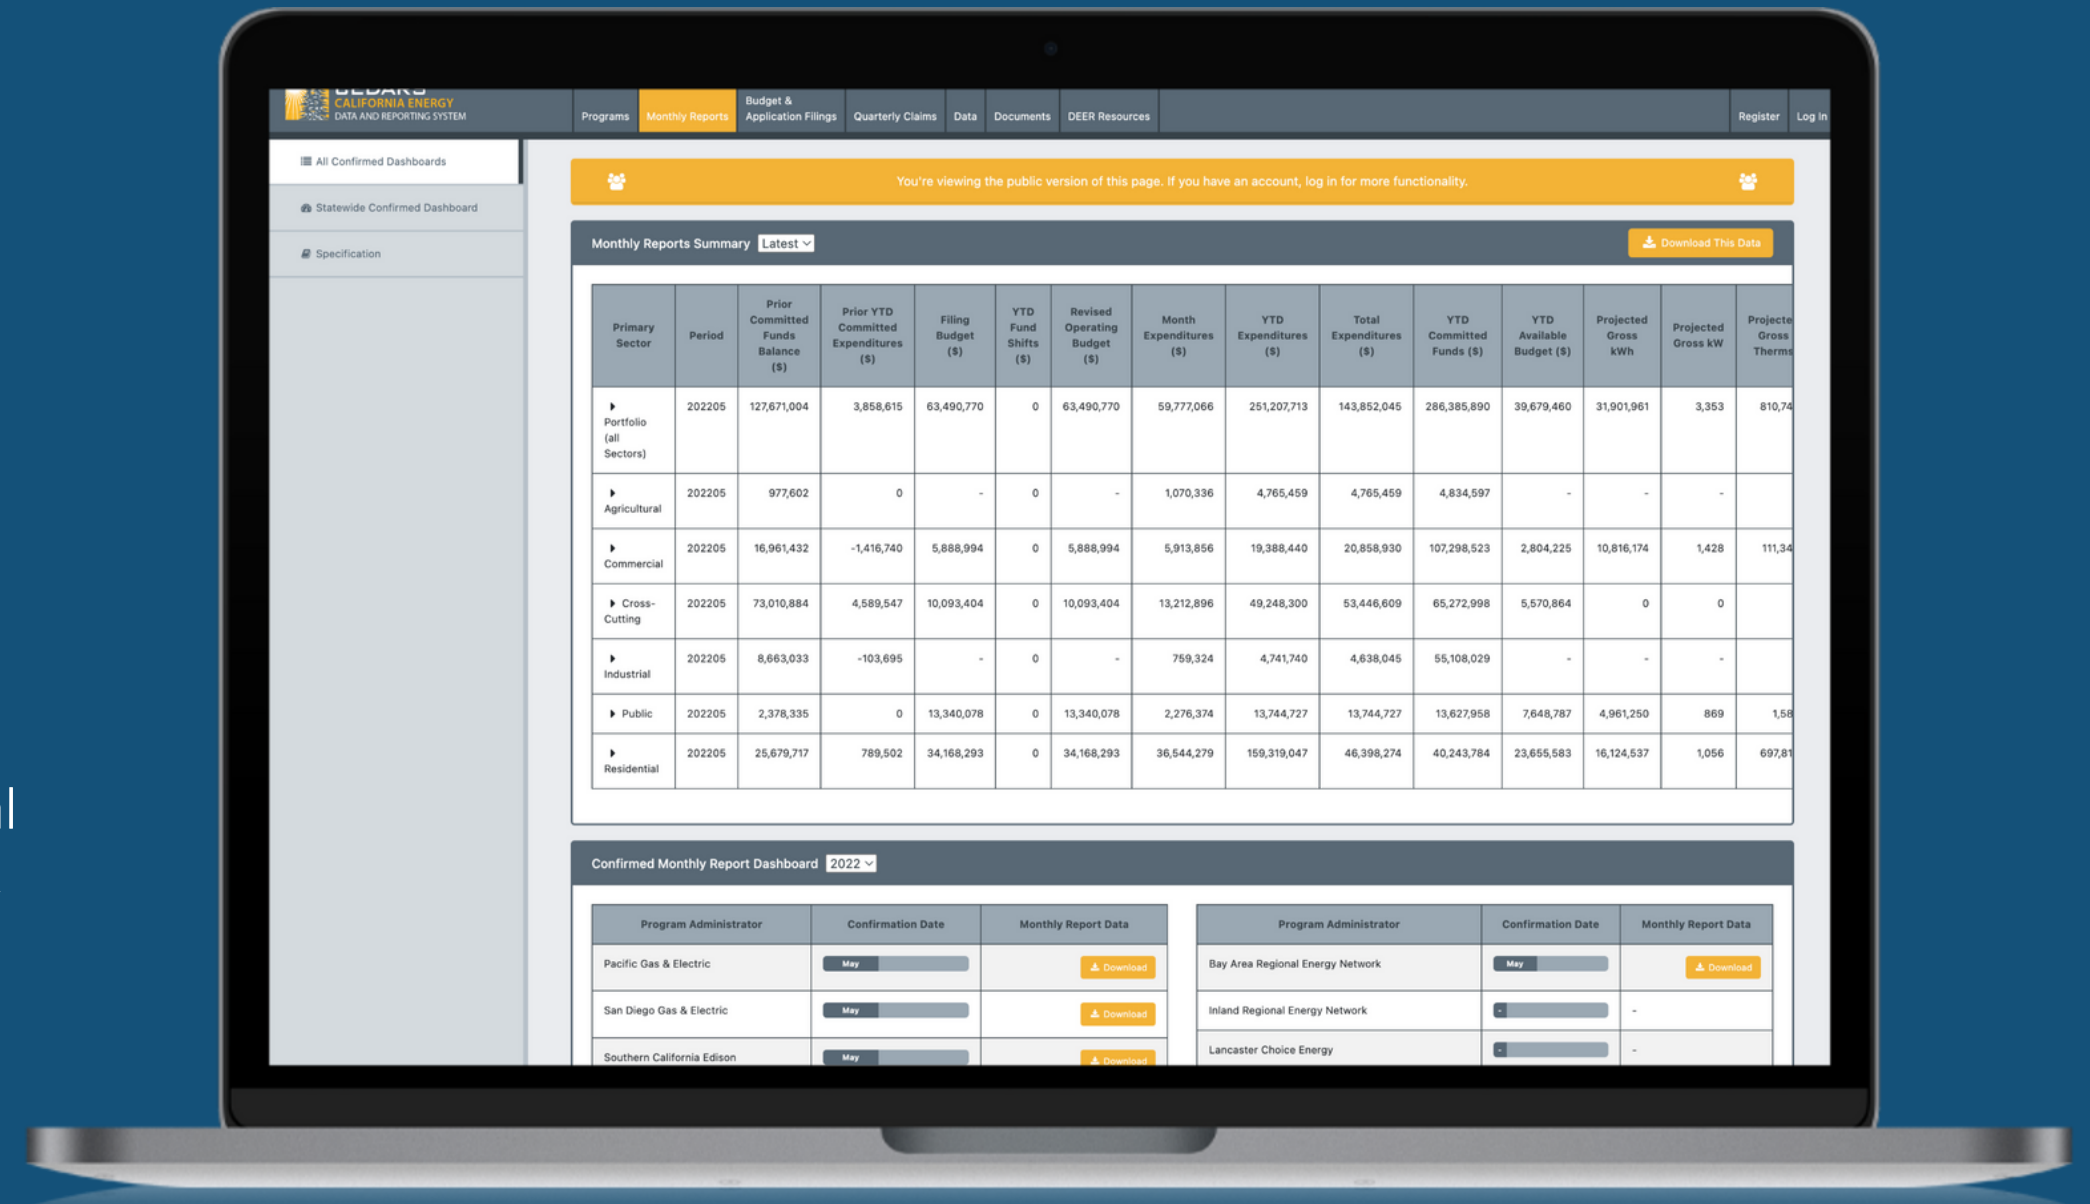 CEDARS
CALIFORNIA ENERGY
DATA AND REPORTING SYSTEM
Programs
Monthly Reports
Budget &
Application Filings
Quarterly Claims
Data
Documents
DEER Resources
Register
Log In
All Confirmed Dashboards
Statewide Confirmed Dashboard
Specification
You're viewing the public version of this page. If you have an account, log in for more functionality.
Monthly Reports Summary Latest
Download This Data
Primary Sector Period Prior Committed Funds Balance ($) Prior YTD Committed Expenditures ($) Filing Budget ($) YTD Fund Shifts ($) Revised Operating Budget ($) Month Expenditures ($) YTD Expenditures ($) Total Expenditures ($) YTD Committed Funds ($) YTD Available Budget ($) Projected Gross kWh Projected Gross kW Projecte Gross Therms
Portfolio (all Sectors) 202205 127,671,004 3,858,615 63,490,770 0 63,490,770 59,777,066 251,207,713 143,852,045 286,385,890 39,679,460 31,901,961 3,353 810,74
Agricultural 202205 977,602 0 - 0 - 1,070,336 4,765,459 4,765,459 4,834,597 - - -
Commercial 202205 16,961,432 -1,416,740 5,888,994 0 5,888,994 5,913,856 19,388,440 20,858,930 107,298,523 2,804,225 10,816,174 1,428 111,34
Cross-Cutting 202205 73,010,884 4,589,547 10,093,404 0 10,093,404 13,212,896 49,248,300 53,446,609 65,272,998 5,570,864 0 0
Industrial 202205 8,663,033 -103,695 - 0 - 759,324 4,741,740 4,638,045 55,108,029 - - -
Public 202205 2,378,335 0 13,340,078 0 13,340,078 2,276,374 13,744,727 13,744,727 13,627,958 7,648,787 4,961,250 869 1,58
Residential 202205 25,679,717 789,502 34,168,293 0 34,168,293 36,544,279 159,319,047 46,398,274 40,243,784 23,655,583 16,124,537 1,056 697,81
Confirmed Monthly Report Dashboard 2022
Program Administrator Confirmation Date Monthly Report Data
Pacific Gas & Electric May Download
San Diego Gas & Electric May Download
Southern California Edison May Download
Program Administrator Confirmation Date Monthly Report Data
Bay Area Regional Energy Network May Download
Inland Regional Energy Network - -
Lancaster Choice Energy - -